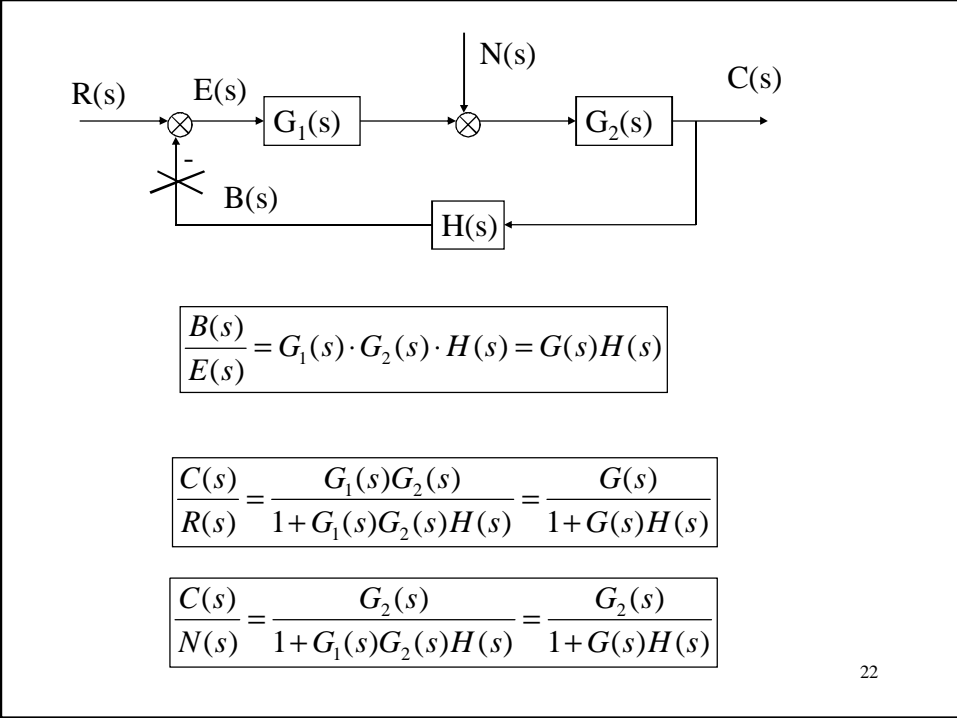 N(s)
C(s)
R(s)
E(s)
G₁(s)
G₂(s)
-
B(s)
H(s)
B(s)/E(s) = G₁(s)·G₂(s)·H(s) = G(s)H(s)
C(s)/R(s) = G₁(s)G₂(s)/1+G₁(s)G₂(s)H(s) = G(s)/1+G(s)H(s)
C(s)/N(s) = G₂(s)/1+G₁(s)G₂(s)H(s) = G₂(s)/1+G(s)H(s)
22